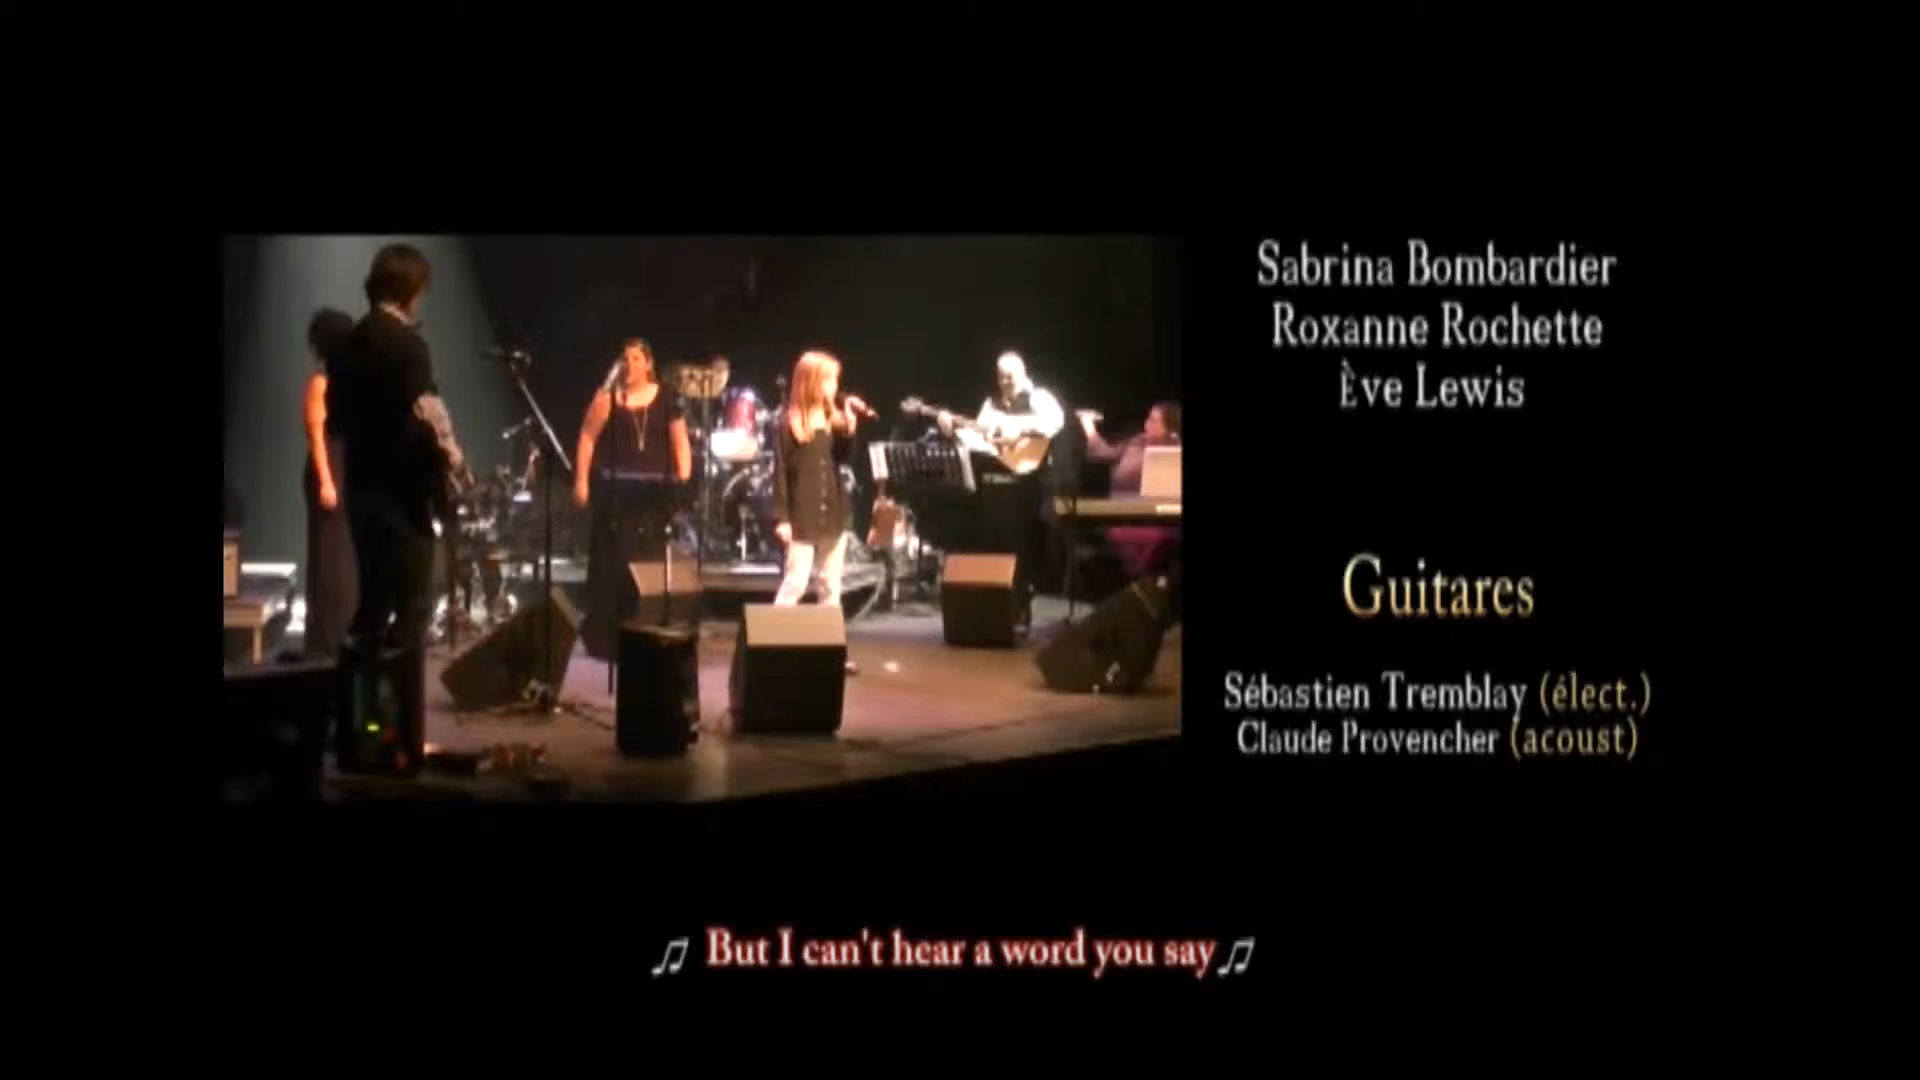 Sabrina Bombardier
Roxanne Rochette
Ève Lewis
Guitares
Sébastien Tremblay (élect.)
Claude Provencher (acoust)
♫ But I can't hear a word you say ♫